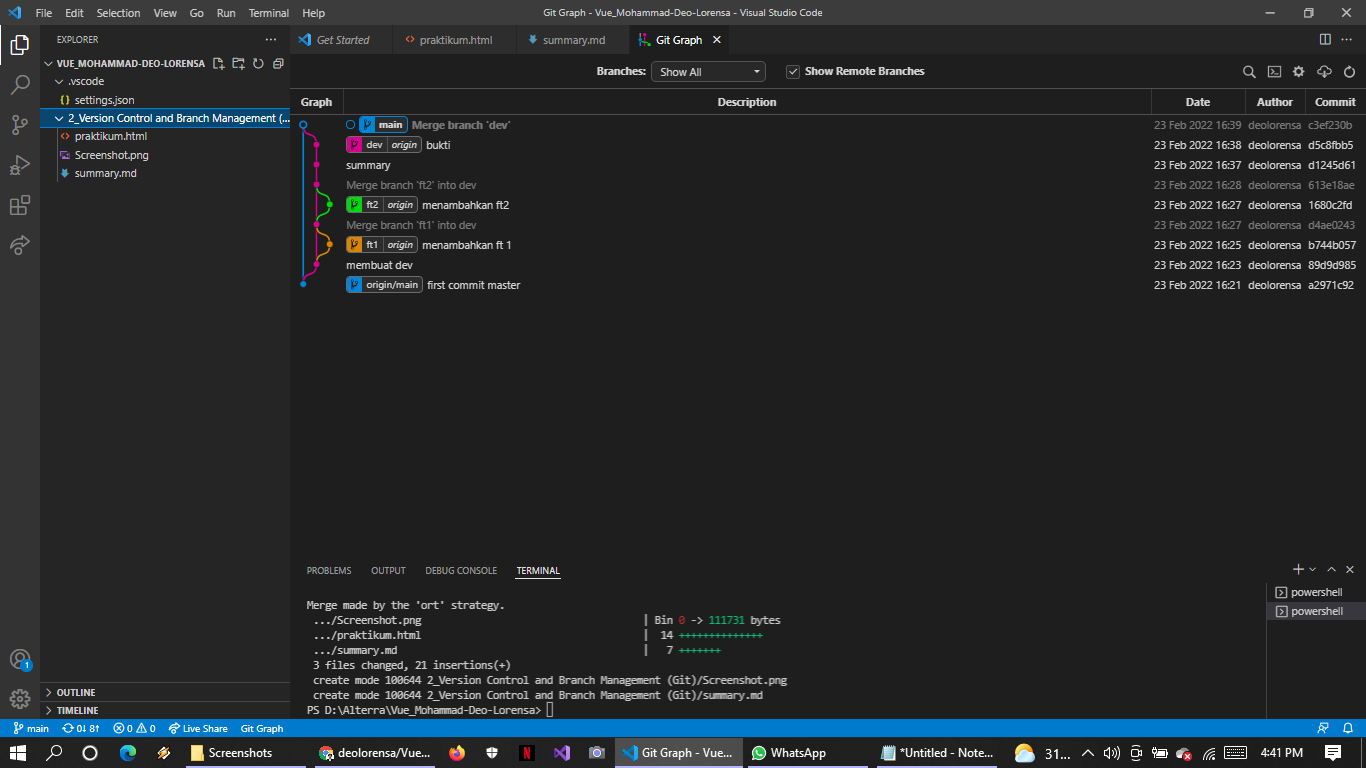 File Edit Selection View Go Run Terminal Help Git Graph - Vue_Mohammad-Deo-Lorensa - Visual Studio Code
EXPLORER
VUE_MOHAMMAD-DEO-LORENSA
.vscode
settings.json
2_Version Control and Branch Management (...
praktikum.html
Screenshot.png
summary.md
OUTLINE
TIMELINE
Get Started praktikum.html summary.md Git Graph
Branches: Show All Show Remote Branches
Graph Description Date Author Commit
main Merge branch 'dev' 23 Feb 2022 16:39 deolorensa c3ef230b
dev origin bukti 23 Feb 2022 16:38 deolorensa d5c8fbb5
summary 23 Feb 2022 16:37 deolorensa d1245d61
Merge branch 'ft2' into dev 23 Feb 2022 16:28 deolorensa 613e18ae
ft2 origin menambahkan ft2 23 Feb 2022 16:27 deolorensa 1680c2fd
Merge branch 'ft1' into dev 23 Feb 2022 16:27 deolorensa d4ae0243
ft1 origin menambahkan ft 1 23 Feb 2022 16:25 deolorensa b744b057
membuat dev 23 Feb 2022 16:23 deolorensa 89d9d985
origin/main first commit master 23 Feb 2022 16:21 deolorensa a2971c92
PROBLEMS OUTPUT DEBUG CONSOLE TERMINAL
powershell
powershell
Merge made by the 'ort' strategy.
.../Screenshot.png | Bin 0 -> 111731 bytes
.../praktikum.html | 14 ++++++++++++++
.../summary.md | 7 +++++++
3 files changed, 21 insertions(+)
create mode 100644 2_Version Control and Branch Management (Git)/Screenshot.png
create mode 100644 2_Version Control and Branch Management (Git)/summary.md
PS D:\Alterra\Vue_Mohammad-Deo-Lorensa>
1
main 0↓ 8↑ 0 0 Live Share Git Graph
Screenshots deolorensa/Vue... N Git Graph - Vue... WhatsApp *Untitled - Note... 31... 4:41 PM